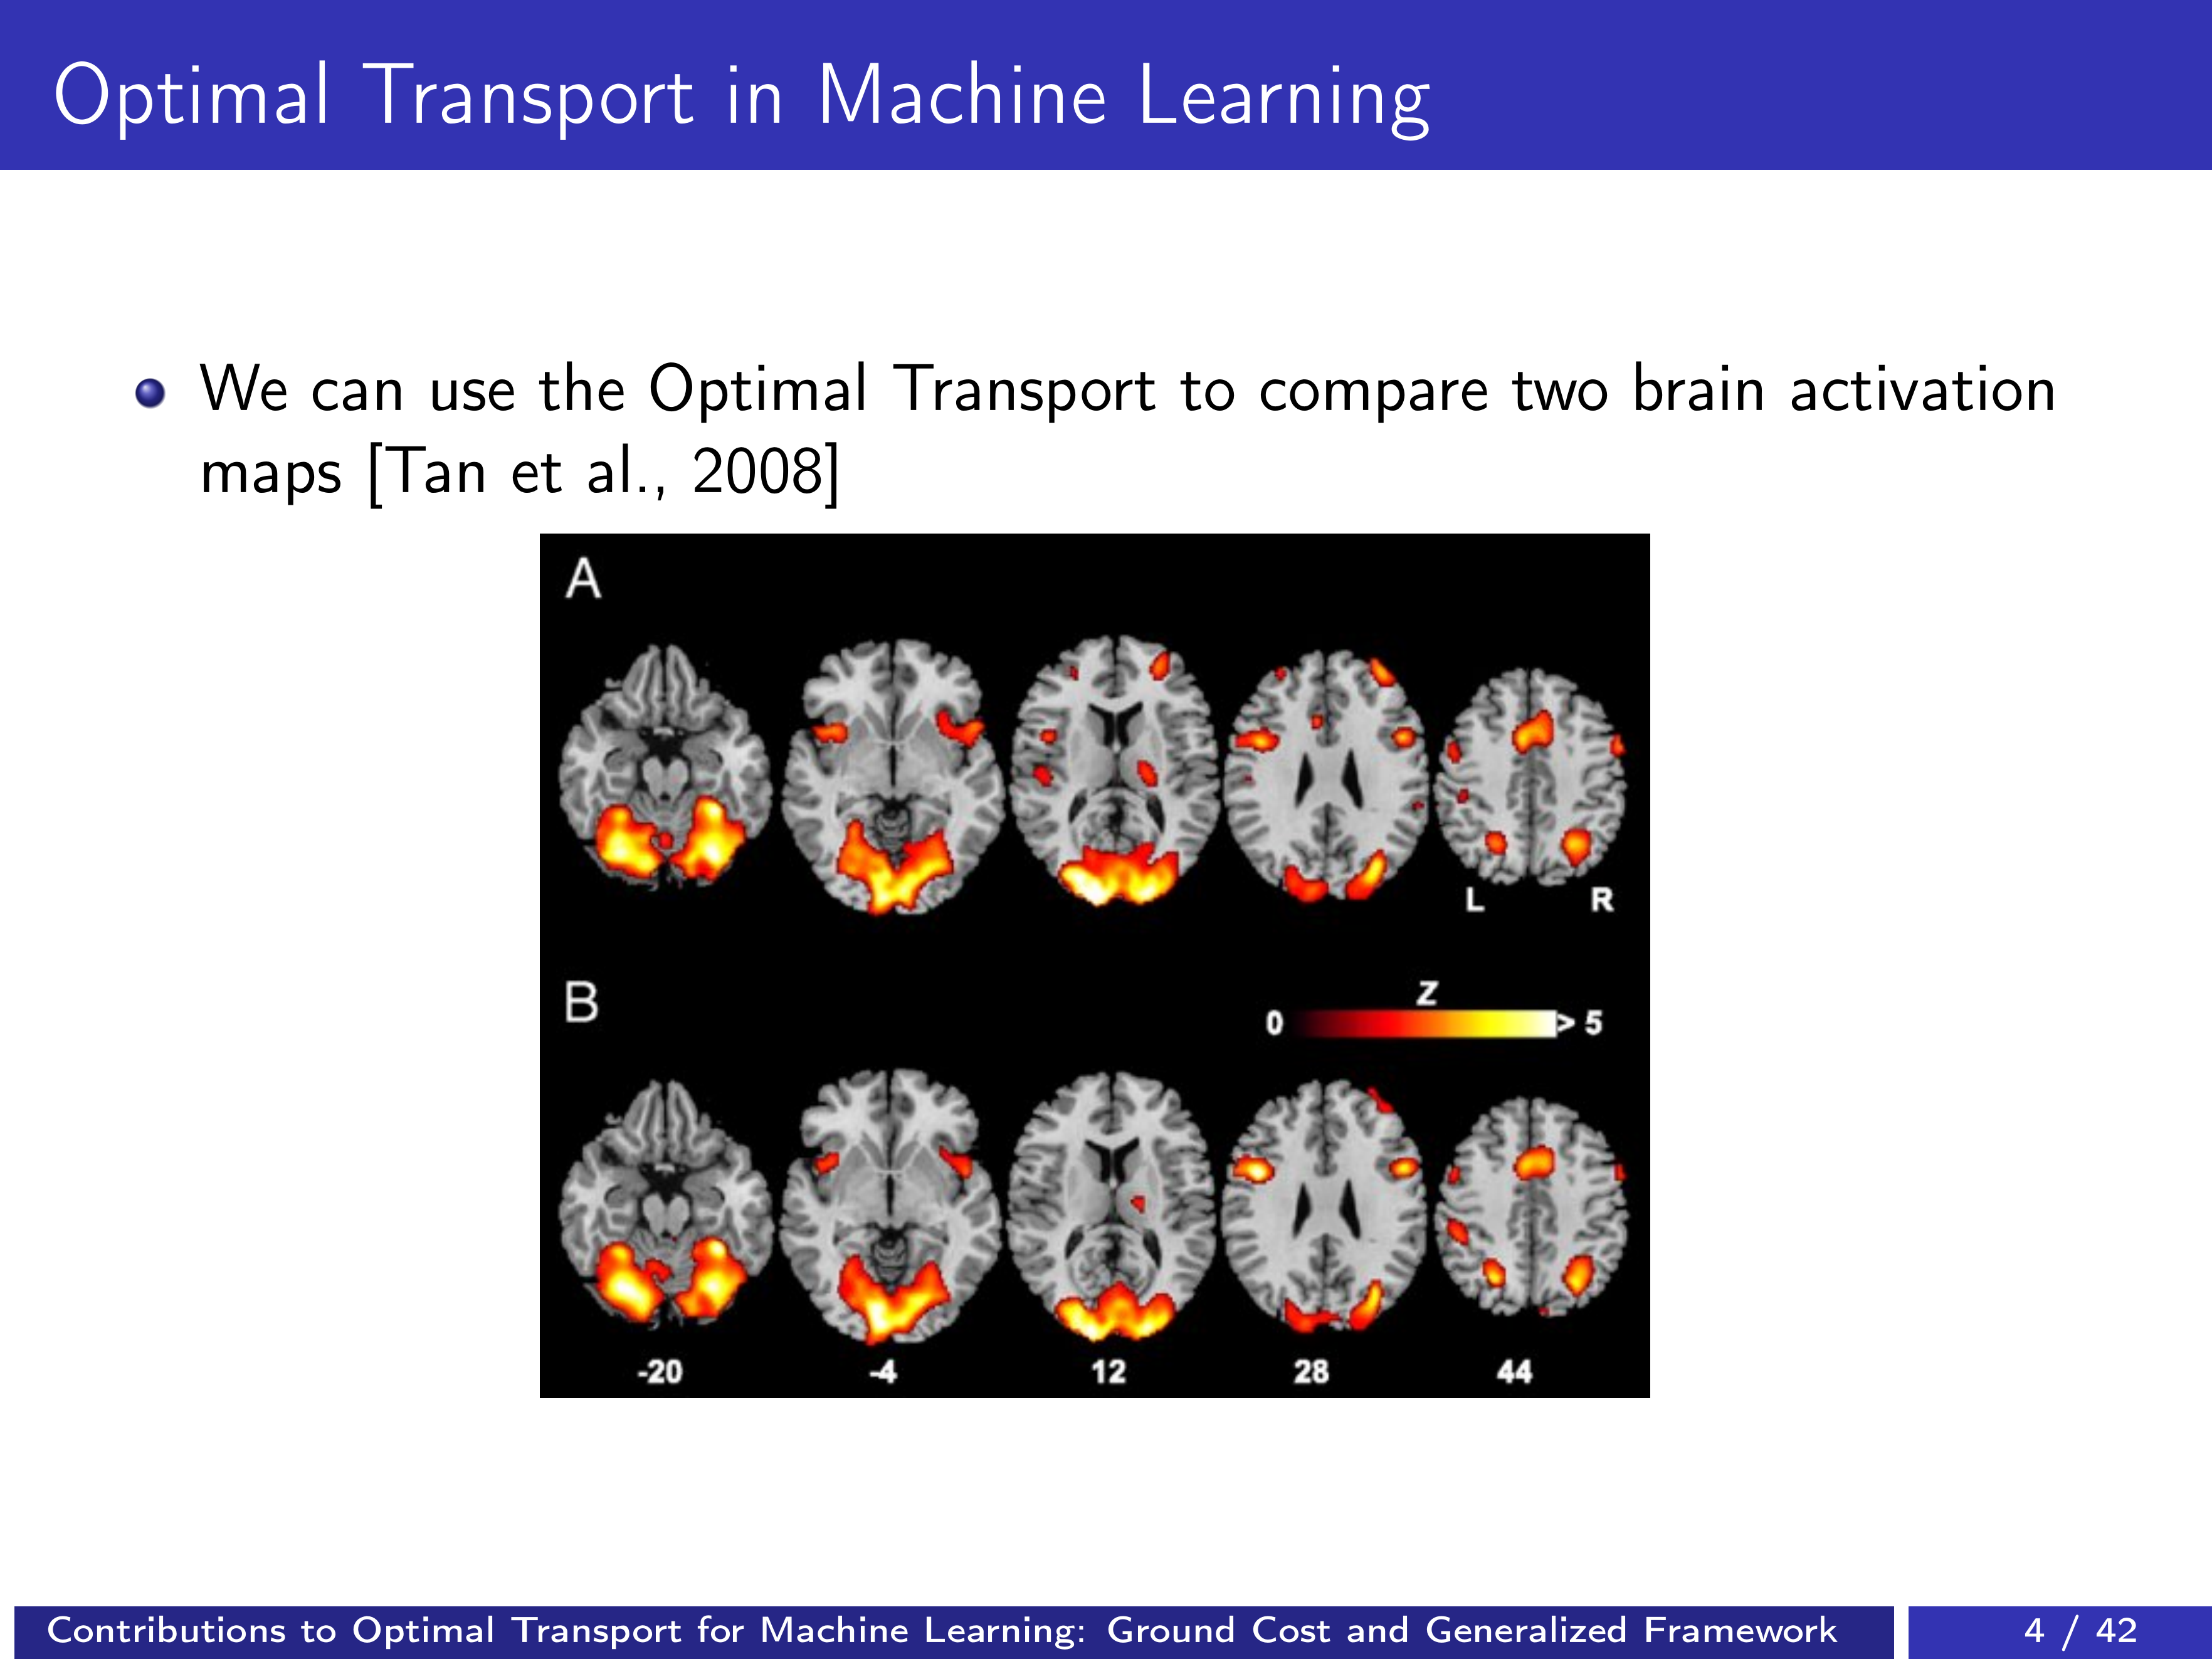 Optimal Transport in Machine Learning
We can use the Optimal Transport to compare two brain activation
maps [Tan et al., 2008]
A
L R
B
Z
0 > 5
-20 -4 12 28 44
Contributions to Optimal Transport for Machine Learning: Ground Cost and Generalized Framework 4 / 42